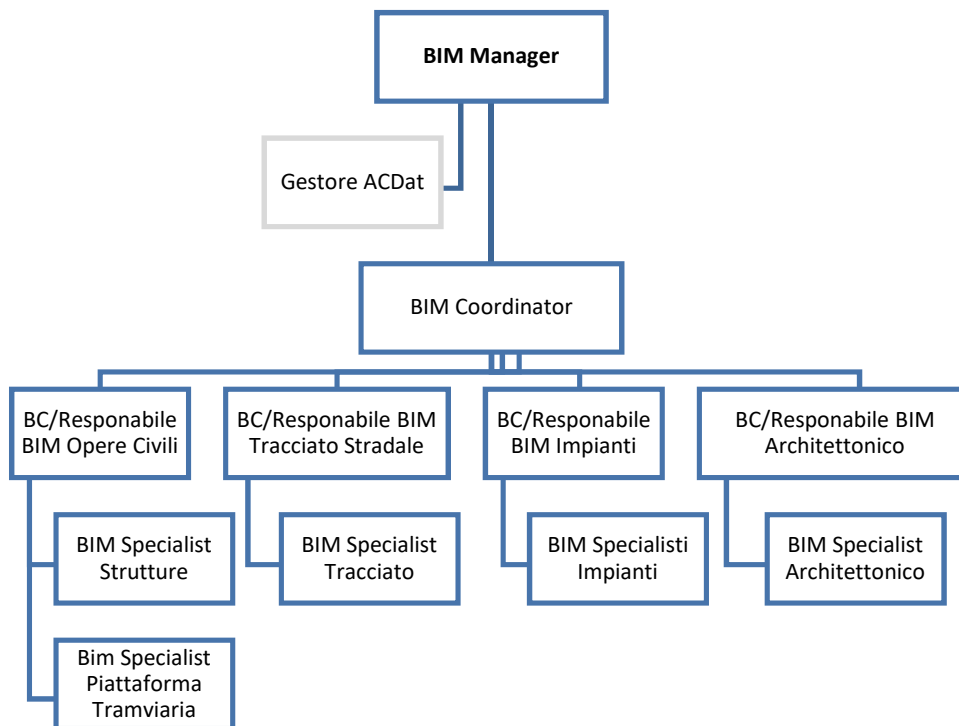 BIM Manager
Gestore ACDat
BIM Coordinator
BC/Responabile
BIM Opere Civili
BC/Responabile BIM
Tracciato Stradale
BC/Responabile
BIM Impianti
BC/Responabile BIM
Architettonico
BIM Specialist
Strutture
BIM Specialist
Tracciato
BIM Specialisti
Impianti
BIM Specialist
Architettonico
Bim Specialist
Piattaforma
Tramviaria